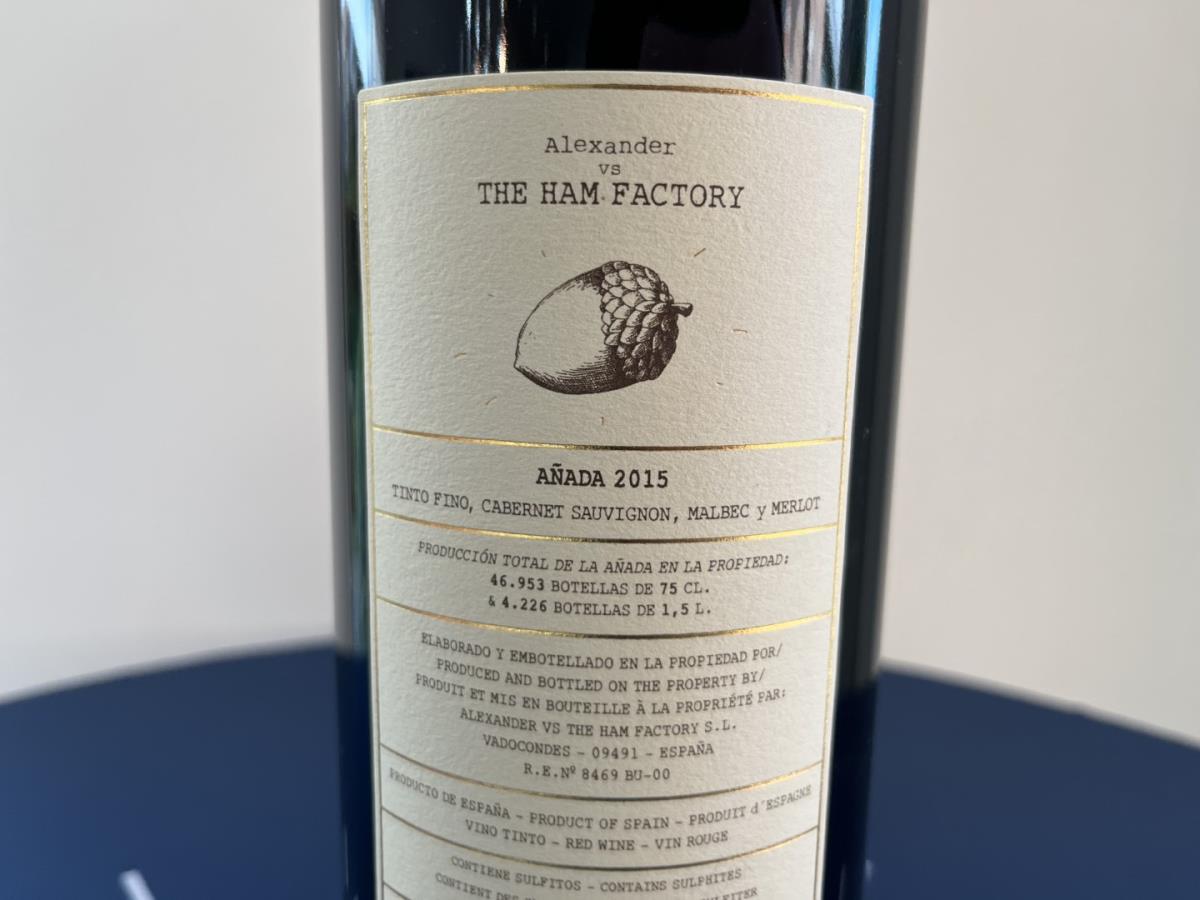 Alexander
vs
THE HAM FACTORY
AÑADA 2015
TINTO FINO, CABERNET SAUVIGNON, MALBEC y MERLOT
PRODUCCIÓN TOTAL DE LA AÑADA EN LA PROPIEDAD:
46.953 BOTELLAS DE 75 CL.
& 4.226 BOTELLAS DE 1,5 L.
ELABORADO Y EMBOTELLADO EN LA PROPIEDAD POR/
PRODUCED AND BOTTLED ON THE PROPERTY BY/
PRODUIT ET MIS EN BOUTEILLE À LA PROPRIÉTÉ PAR:
ALEXANDER VS THE HAM FACTORY S.L.
VADOCONDES - 09491 - ESPAÑA
R.E.Nº 8469 BU-00
PRODUCTO DE ESPAÑA - PRODUCT OF SPAIN - PRODUIT d´ESPAGNE
VINO TINTO - RED WINE - VIN ROUGE
CONTIENE SULFITOS - CONTAINS SULPHITES
CONTIENT DES